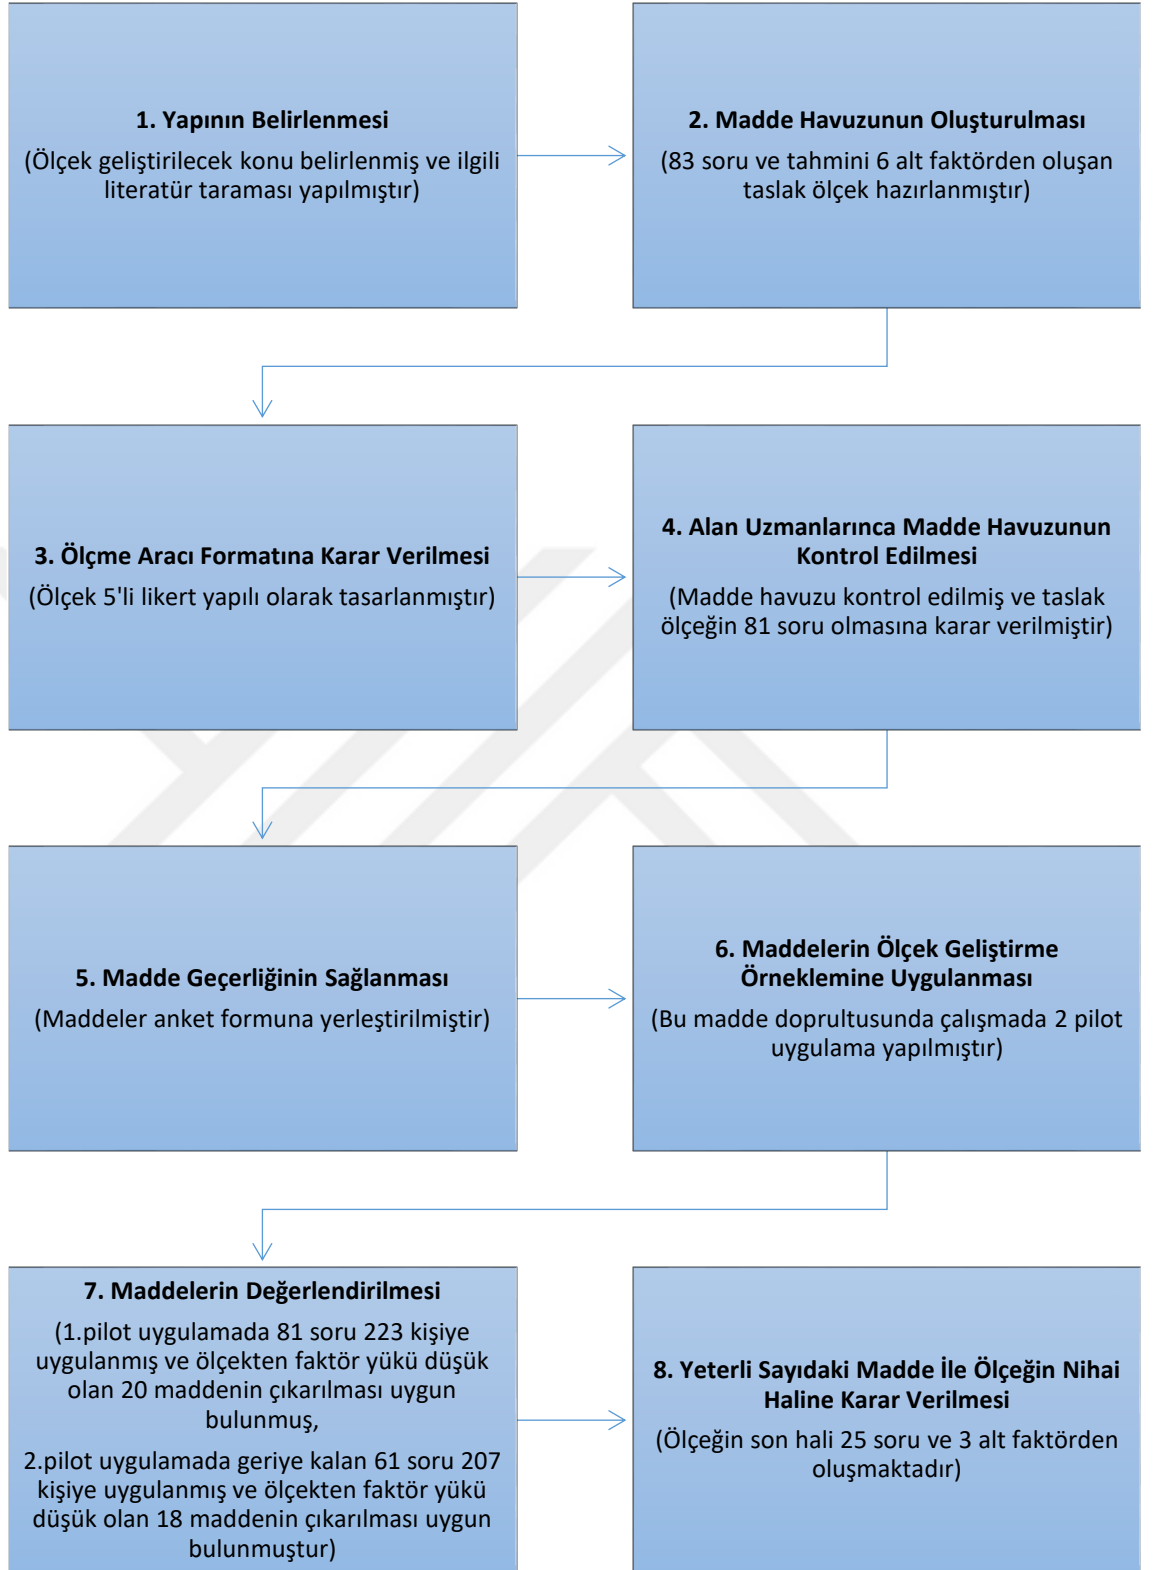 1. Yapının Belirlenmesi
(Ölçek geliştirilecek konu belirlenmiş ve ilgili
literatür taraması yapılmıştır)
2. Madde Havuzunun Oluşturulması
(83 soru ve tahmini 6 alt faktörden oluşan
taslak ölçek hazırlanmıştır)
3. Ölçme Aracı Formatına Karar Verilmesi
(Ölçek 5'li likert yapılı olarak tasarlanmıştır)
4. Alan Uzmanlarınca Madde Havuzunun
Kontrol Edilmesi
(Madde havuzu kontrol edilmiş ve taslak
ölçeğin 81 soru olmasına karar verilmiştir)
5. Madde Geçerliğinin Sağlanması
(Maddeler anket formuna yerleştirilmiştir)
6. Maddelerin Ölçek Geliştirme
Örneklemine Uygulanması
(Bu madde doprultusunda çalışmada 2 pilot
uygulama yapılmıştır)
7. Maddelerin Değerlendirilmesi
(1.pilot uygulamada 81 soru 223 kişiye
uygulanmış ve ölçekten faktör yükü düşük
olan 20 maddenin çıkarılması uygun
bulunmuş,
2.pilot uygulamada geriye kalan 61 soru 207
kişiye uygulanmış ve ölçekten faktör yükü
düşük olan 18 maddenin çıkarılması uygun
bulunmuştur)
8. Yeterli Sayıdaki Madde İle Ölçeğin Nihai
Haline Karar Verilmesi
(Ölçeğin son hali 25 soru ve 3 alt faktörden
oluşmaktadır)